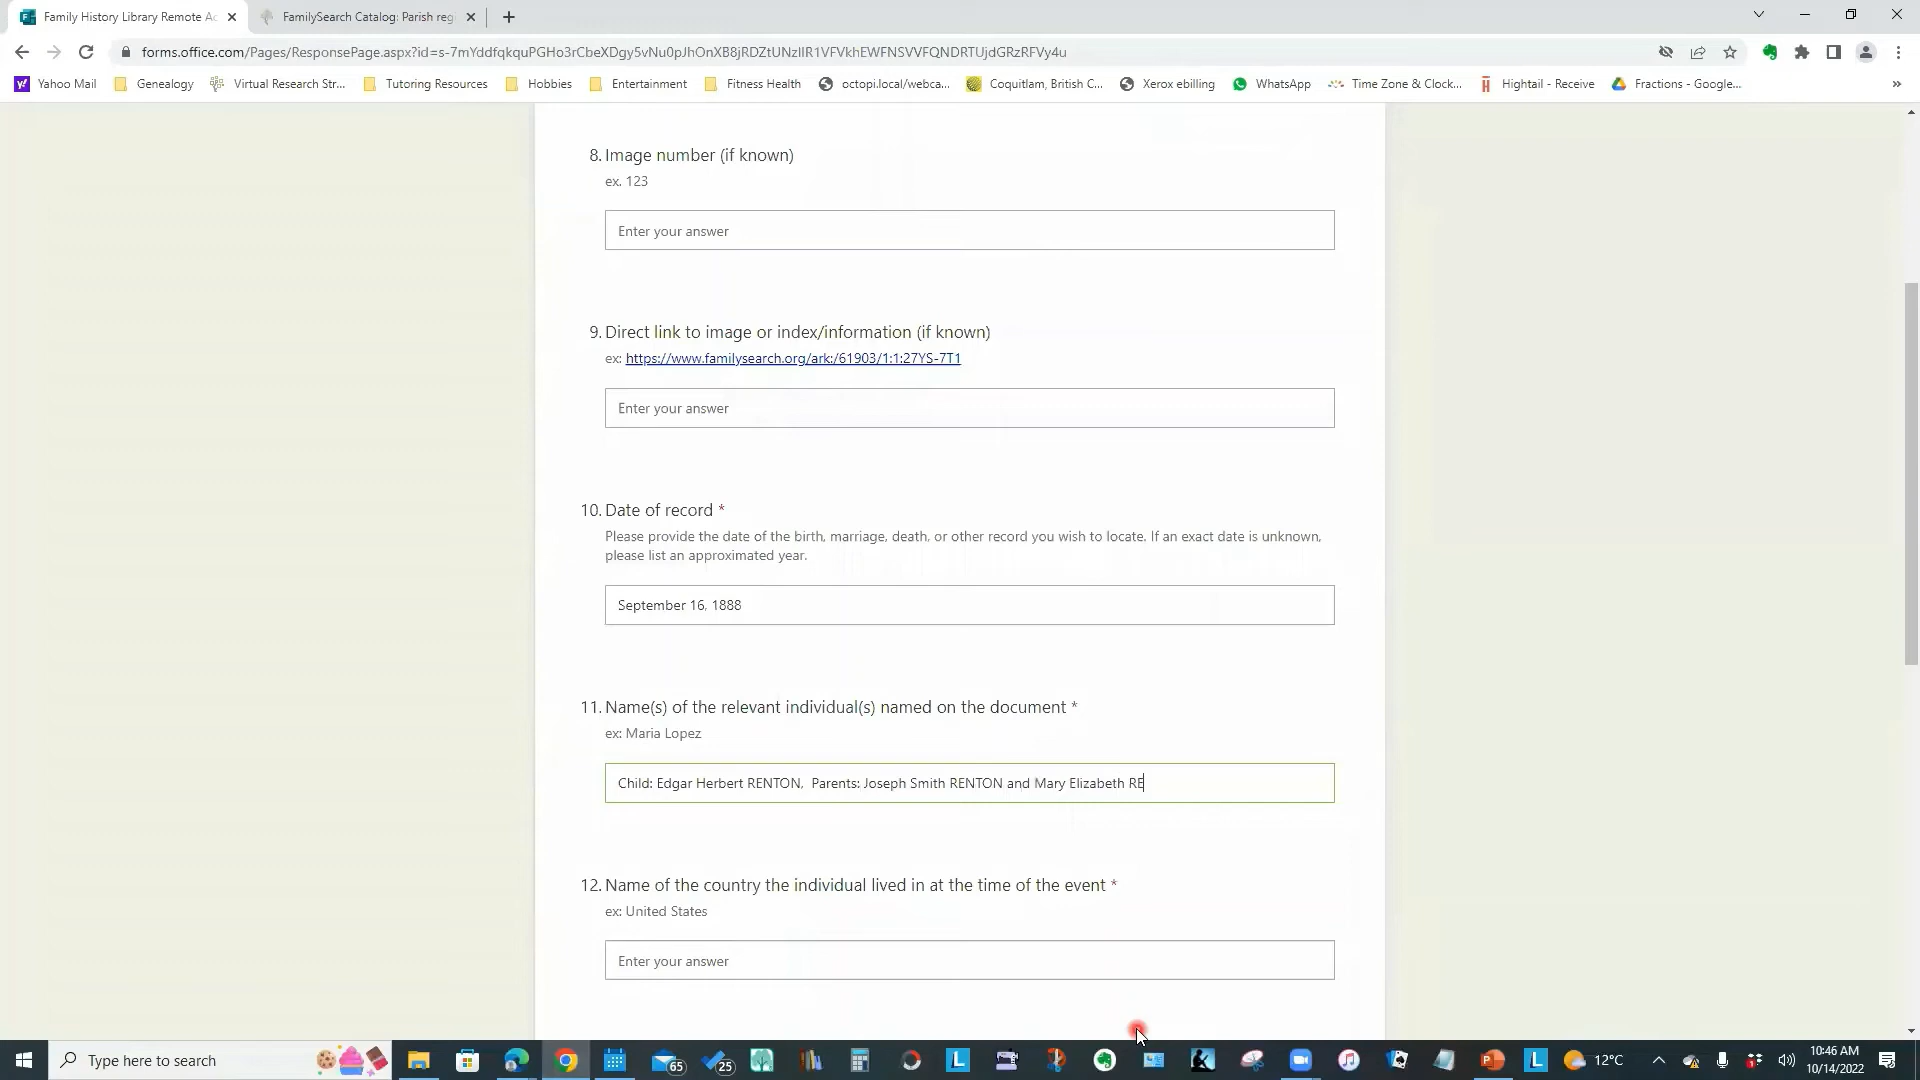 Family History Library Remote Ac
FamilySearch Catalog: Parish regi
forms.office.com/Pages/ResponsePage.aspx?id=s-7mYddfqkquPGHo3rCbeXDgy5vNu0pJhOnXB8jRDZtUNzlIR1VFVkhEWFNSVVFQNDRTUjdGRzRFVy4u
Yahoo Mail Genealogy Virtual Research Str... Tutoring Resources Hobbies Entertainment Fitness Health octopi.local/webca... Coquitlam, British C... Xerox ebilling WhatsApp Time Zone & Clock... Hightail - Receive Fractions - Google... »
8. Image number (if known)
ex. 123
Enter your answer
9. Direct link to image or index/information (if known)
ex: https://www.familysearch.org/ark:/61903/1:1:27YS-7T1
Enter your answer
10. Date of record *
Please provide the date of the birth, marriage, death, or other record you wish to locate. If an exact date is unknown,
please list an approximated year.
September 16, 1888
11. Name(s) of the relevant individual(s) named on the document *
ex: Maria Lopez
Child: Edgar Herbert RENTON,  Parents: Joseph Smith RENTON and Mary Elizabeth RE
12. Name of the country the individual lived in at the time of the event *
ex: United States
Enter your answer
Type here to search
65
25
12°C
10:46 AM
10/14/2022